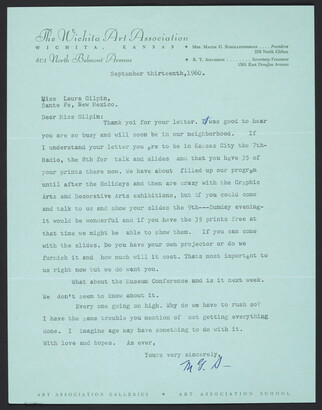 The Wichita Art Association
WICHITA, KANSAS
401 North Belmont Avenue
Mrs. Maude G. Schollenberger .... President
R. T. Stevenson ..... Secretary-Treasurer
1505 East Douglas Avenue
September thirteenth, 1960.
Miss Laura Gilpin,
Santa Fe, New Mexico.
Dear Miss Gilpin:
Thank you for your letter. It was good to hear
you are so busy and will soon be in our neighborhood. If
I understand your letter you are to be in Kansas City the 7th-
Radio, the 8th for talk and slides and that you have 35 of
your prints there now. We have about filled up our program
until after the Holidays and then are crazy with the Graphic
Arts and Decorative Arts exhibitions, but if you could come
and talk to us and show your slides the 9th---Sunday evening-
it would be wonderful and if you have the 35 prints free at
that time we might be able to show them. If you can come
with the slides. Do you have your own projector or do we
furnish it and how much will it cost. Thats most important to
us right now but we do want you.
What about the Museum Conference and is it next week.
We don't seem to know about it.
Every one going on high. Why do we have to rush so?
I have the same trouble you mention of not getting everything
done. I imagine age may have something to do with it.
With love and hopes. As ever,
Yours very sincerely,
ART ASSOCIATION GALLERIES • ART ASSOCIATION SCHOOL